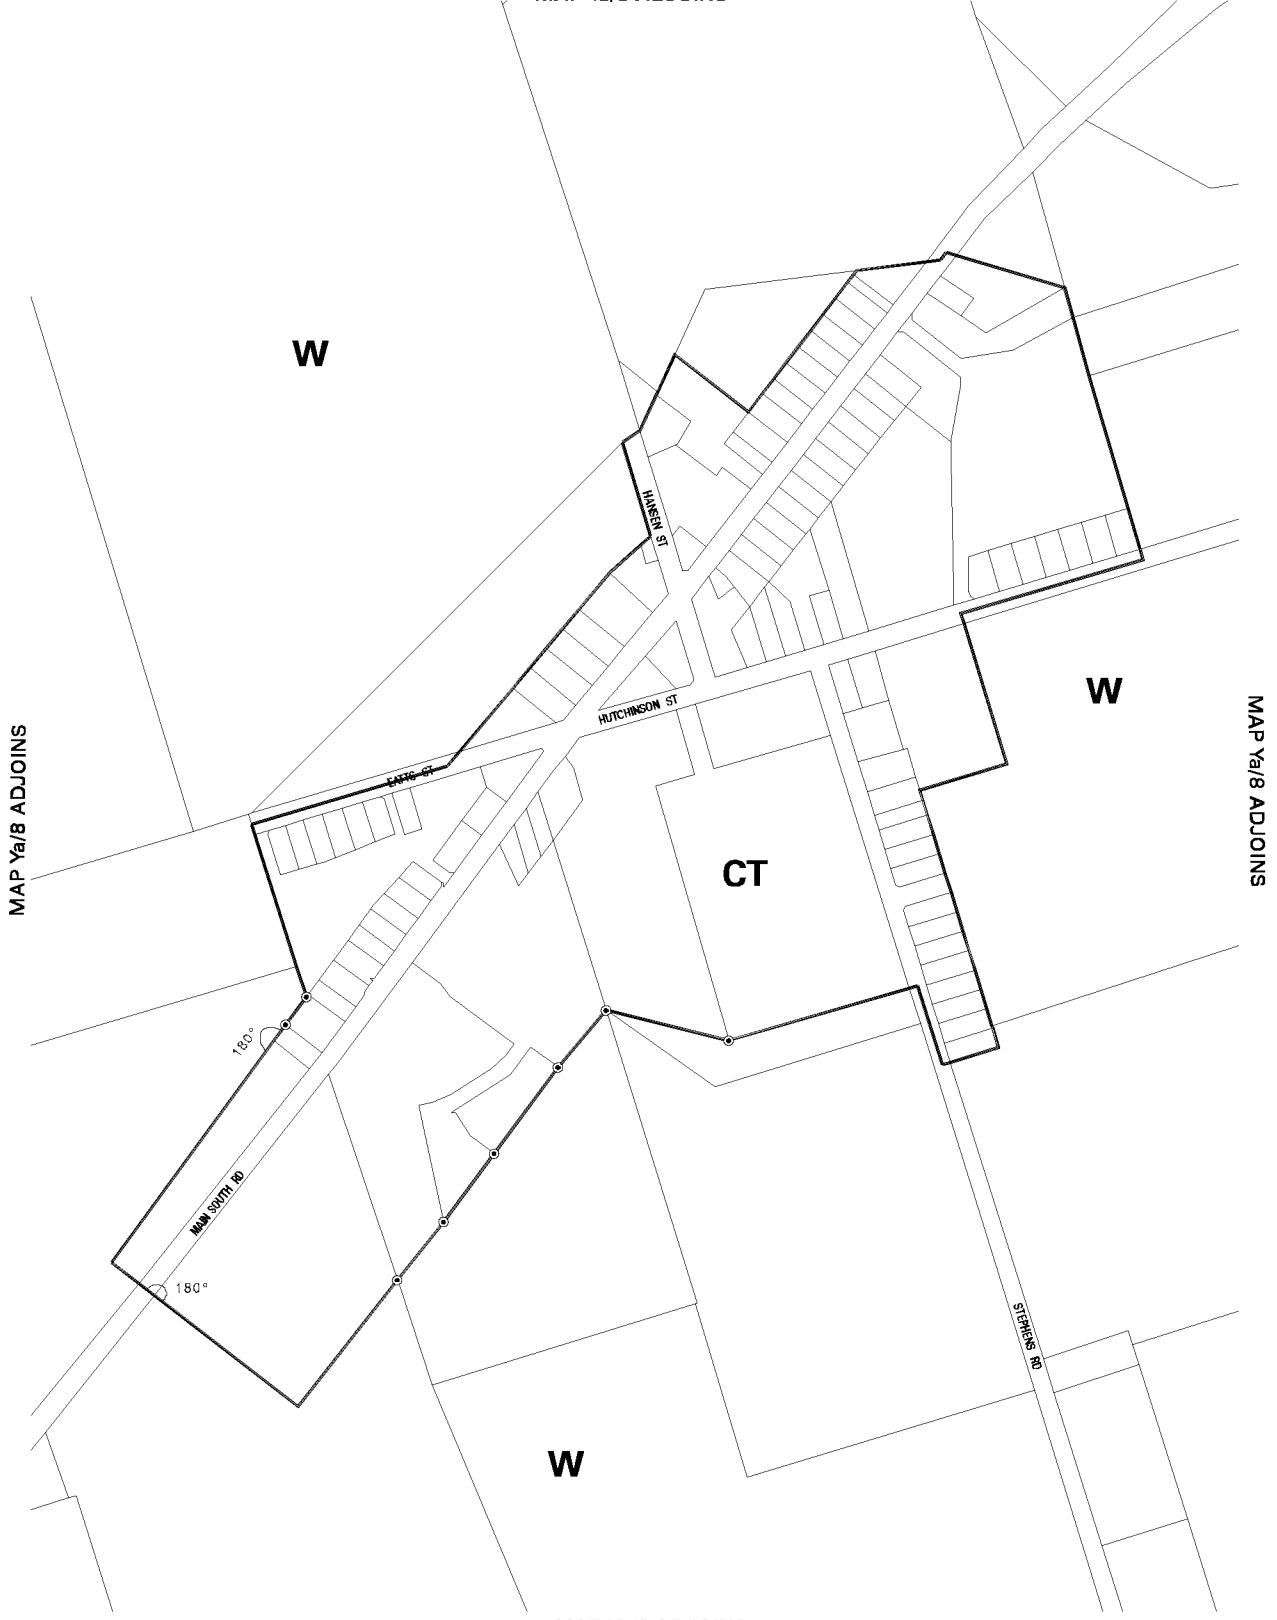 W
HANSEN ST
W
HUTCHINSON ST
MAP Ya/8 ADJOINS
MAP Ya/8 ADJOINS
EATTS ST
CT
180°
MAIN SOUTH RD
180°
STEPHENS RD
W